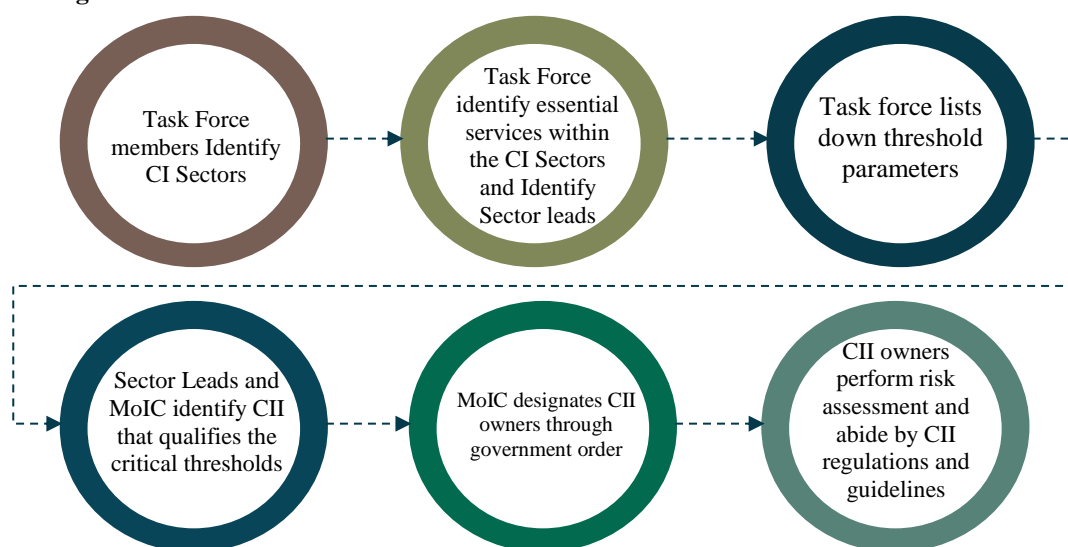 Task Force
members Identify
CI Sectors
Task Force
identify essential
services within
the CI Sectors
and Identify
Sector leads
Task force lists
down threshold
parameters
Sector Leads and
MoIC identify CII
that qualifies the
critical thresholds
MoIC designates CII
owners through
government order
CII owners
perform risk
assessment and
abide by CII
regulations and
guidelines